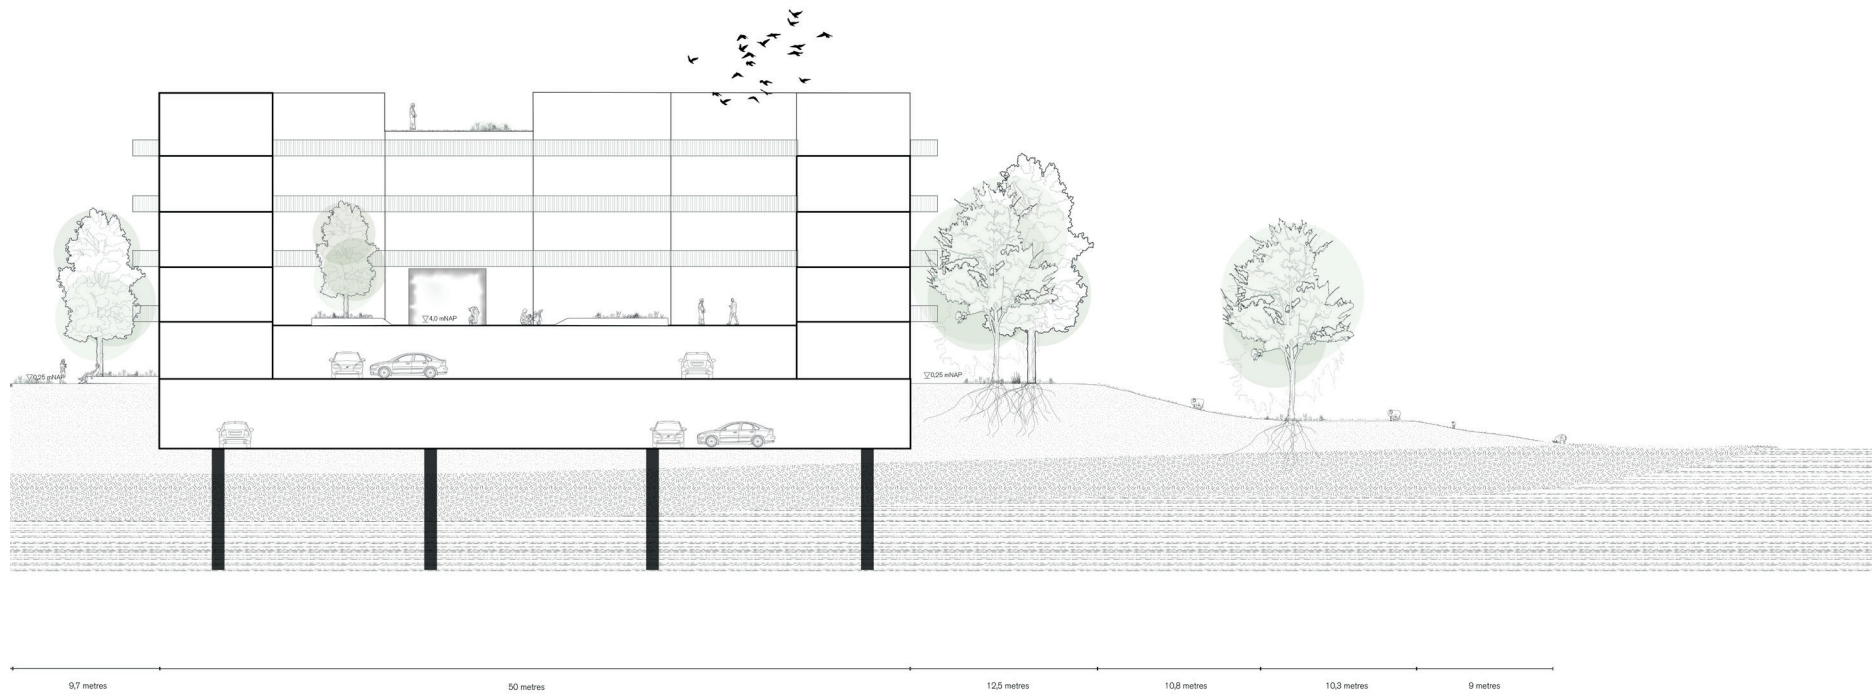 4,0 mNAP
0,25 mNAP
0,25 mNAP
9,7 metres
50 metres
12,5 metres
10,8 metres
10,3 metres
9 metres